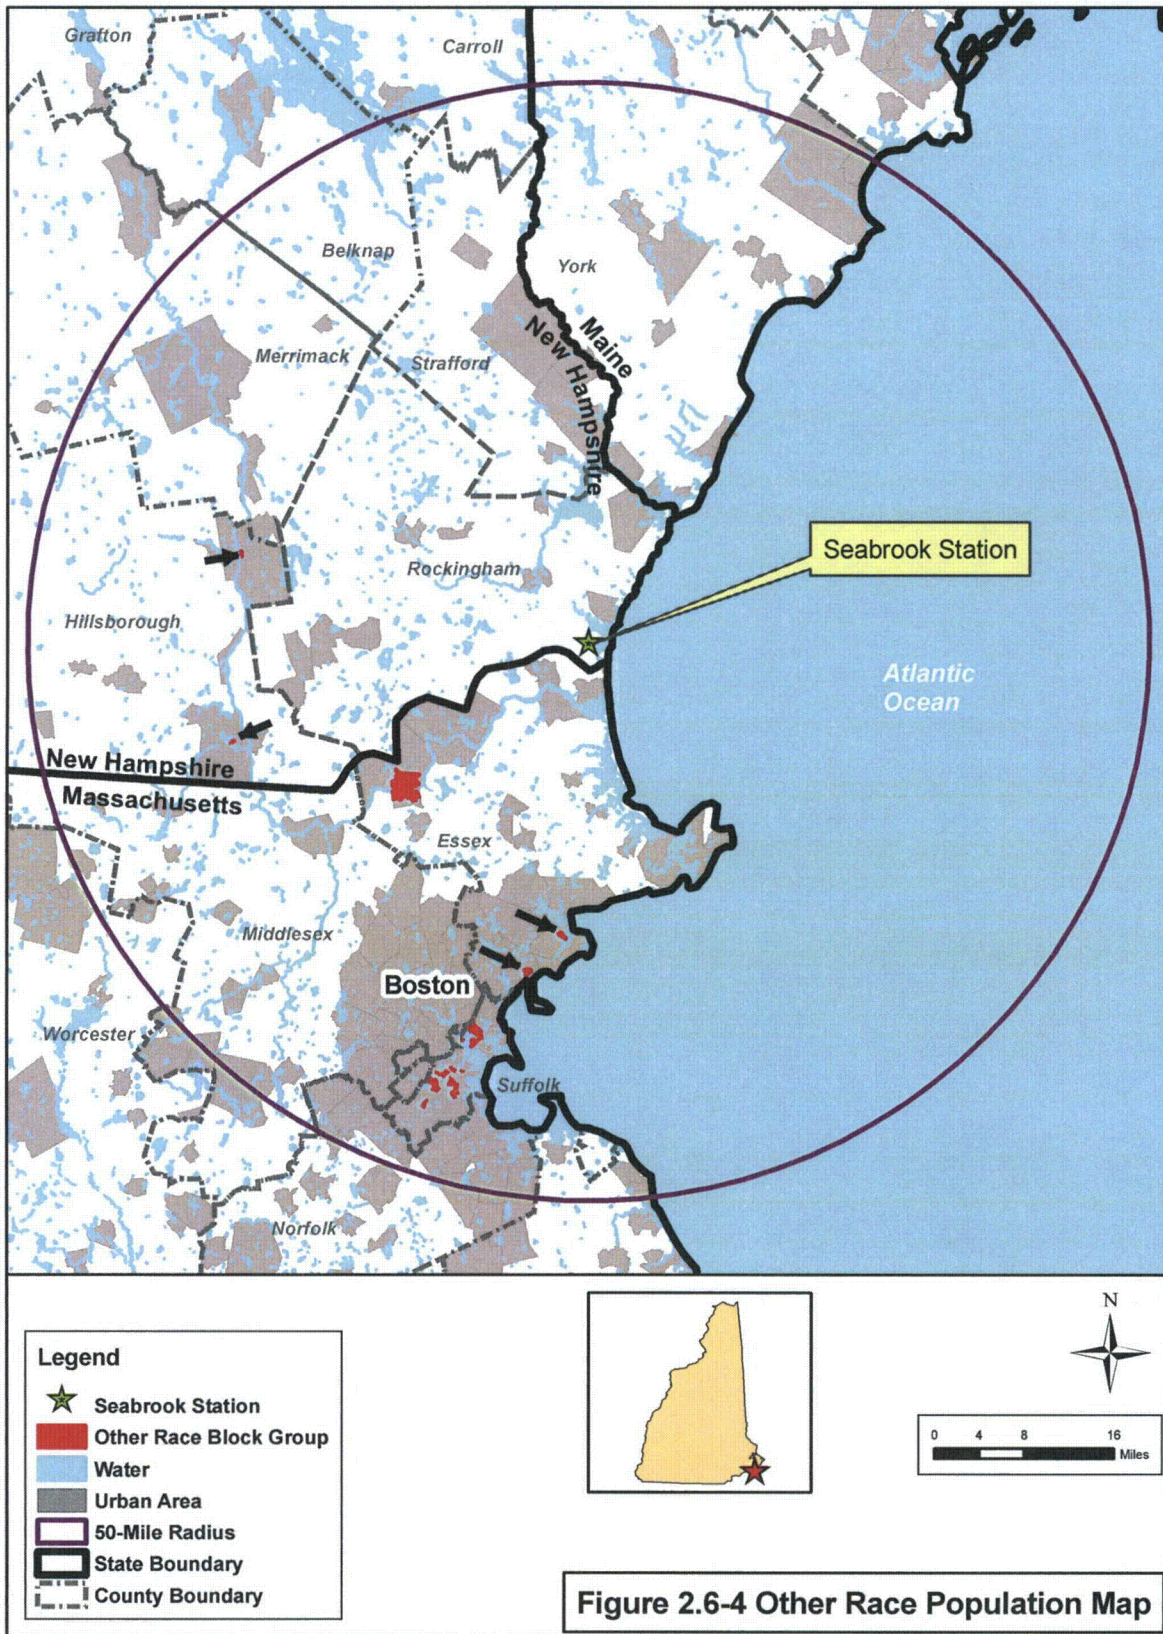 Cumberland
Grafton
Carroll
Belknap
York
Maine
New Hampshire
Merrimack
Strafford
Seabrook Station
Rockingham
Hillsborough
Atlantic
Ocean
New Hampshire
Massachusetts
Essex
Middlesex
Boston
Worcester
Suffolk
Norfolk
Legend
Seabrook Station
Other Race Block Group
Water
Urban Area
50-Mile Radius
State Boundary
County Boundary
N
0 4 8 16
Miles
Figure 2.6-4 Other Race Population Map